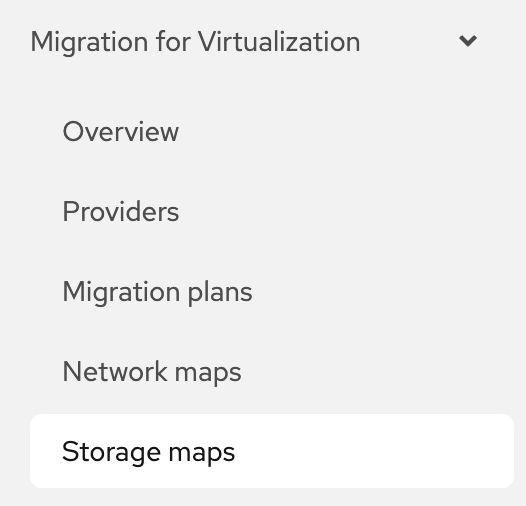 Migration for Virtualization
Overview
Providers
Migration plans
Network maps
Storage maps